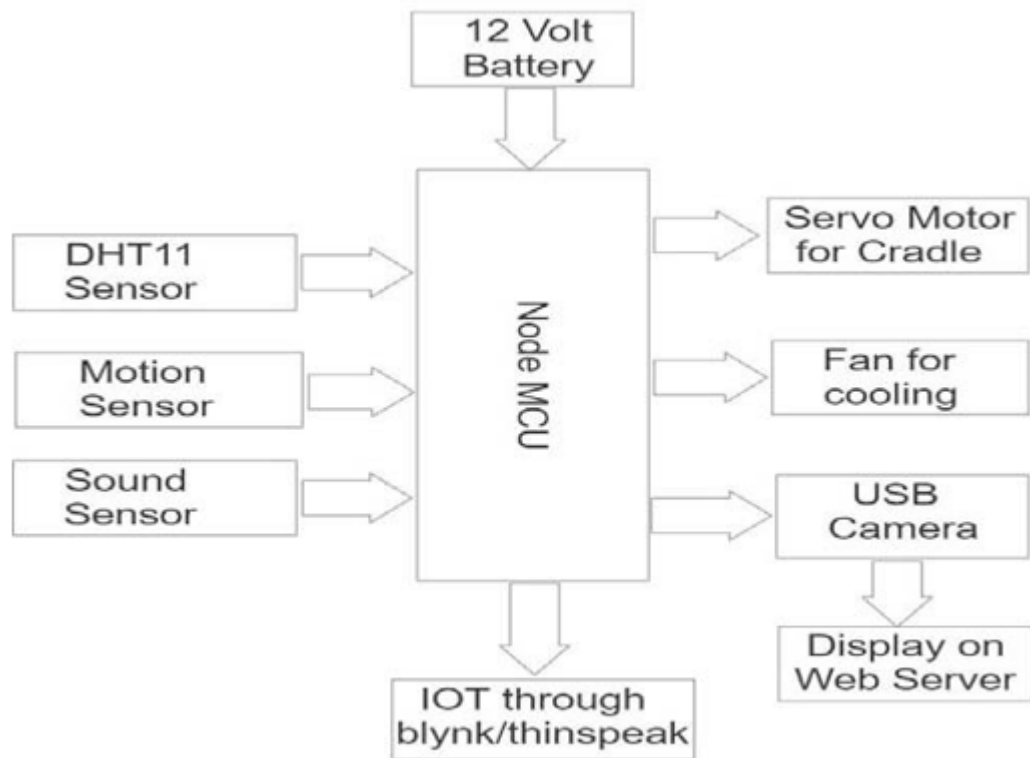 12 Volt
Battery
DHT11
Sensor
Motion
Sensor
Sound
Sensor
Node MCU
Servo Motor
for Cradle
Fan for
cooling
USB
Camera
Display on
Web Server
IOT through
blynk/thinspeak